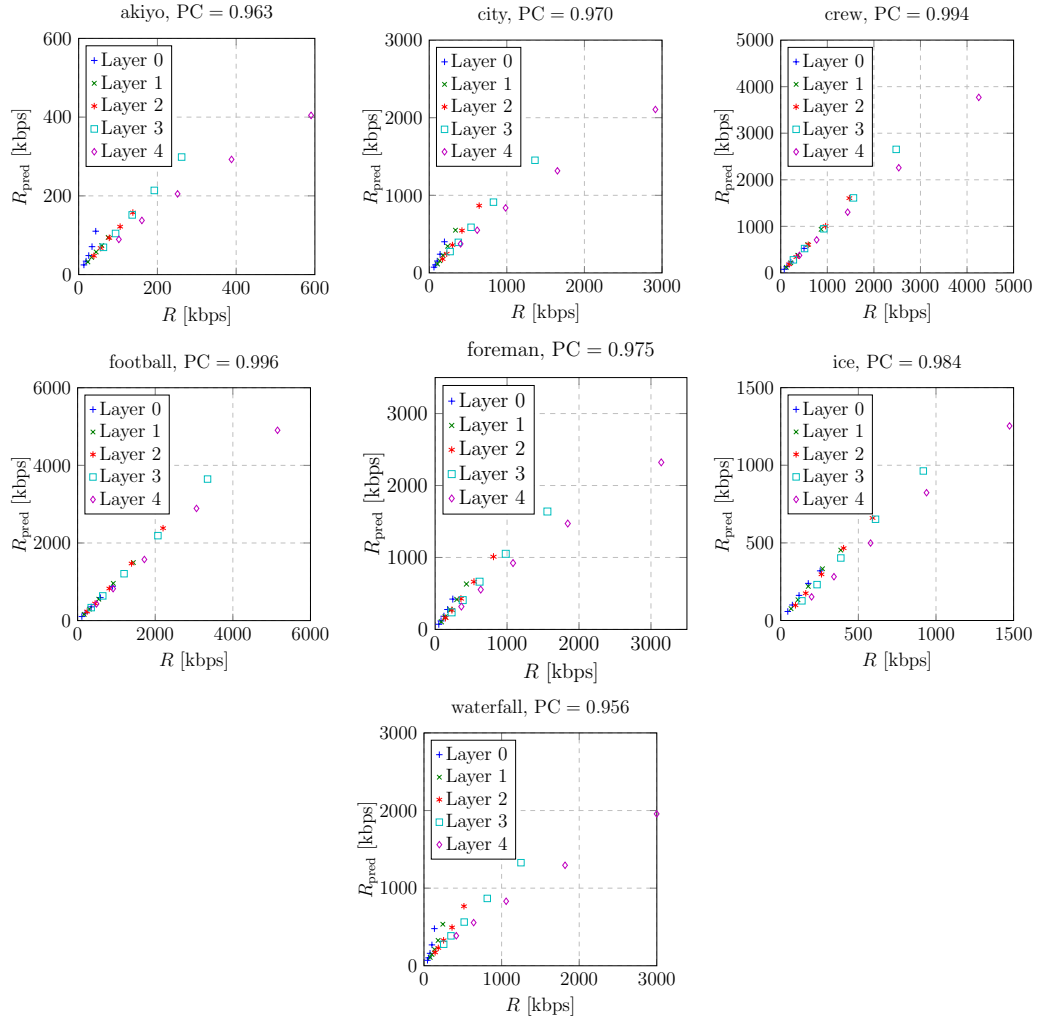 akiyo, PC = 0.963
600
400
200
0
0 200 400 600
R_pred [kbps]
R [kbps]
Layer 0
Layer 1
Layer 2
Layer 3
Layer 4
city, PC = 0.970
3000
2000
1000
0
0 1000 2000 3000
R_pred [kbps]
R [kbps]
Layer 0
Layer 1
Layer 2
Layer 3
Layer 4
crew, PC = 0.994
5000
4000
3000
2000
1000
0
0 1000 2000 3000 4000 5000
R_pred [kbps]
R [kbps]
Layer 0
Layer 1
Layer 2
Layer 3
Layer 4
football, PC = 0.996
6000
4000
2000
0
0 2000 4000 6000
R_pred [kbps]
R [kbps]
Layer 0
Layer 1
Layer 2
Layer 3
Layer 4
foreman, PC = 0.975
3000
2000
1000
0
0 1000 2000 3000
R_pred [kbps]
R [kbps]
Layer 0
Layer 1
Layer 2
Layer 3
Layer 4
ice, PC = 0.984
1500
1000
500
0
0 500 1000 1500
R_pred [kbps]
R [kbps]
Layer 0
Layer 1
Layer 2
Layer 3
Layer 4
waterfall, PC = 0.956
3000
2000
1000
0
0 1000 2000 3000
R_pred [kbps]
R [kbps]
Layer 0
Layer 1
Layer 2
Layer 3
Layer 4